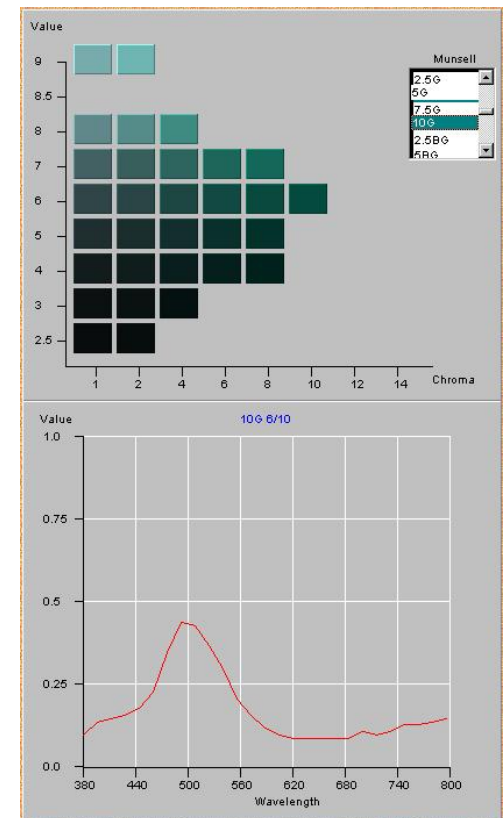 Value
Munsell
2.5G
5G
7.5G
10G
2.5BG
5BG
9
8.5
8
7
6
5
4
3
2.5
1 2 4 6 8 10 12 14 Chroma
Value
10G 6/10
1.0
0.75
0.5
0.25
0.0
380 440 500 560 620 680 740 800
Wavelength